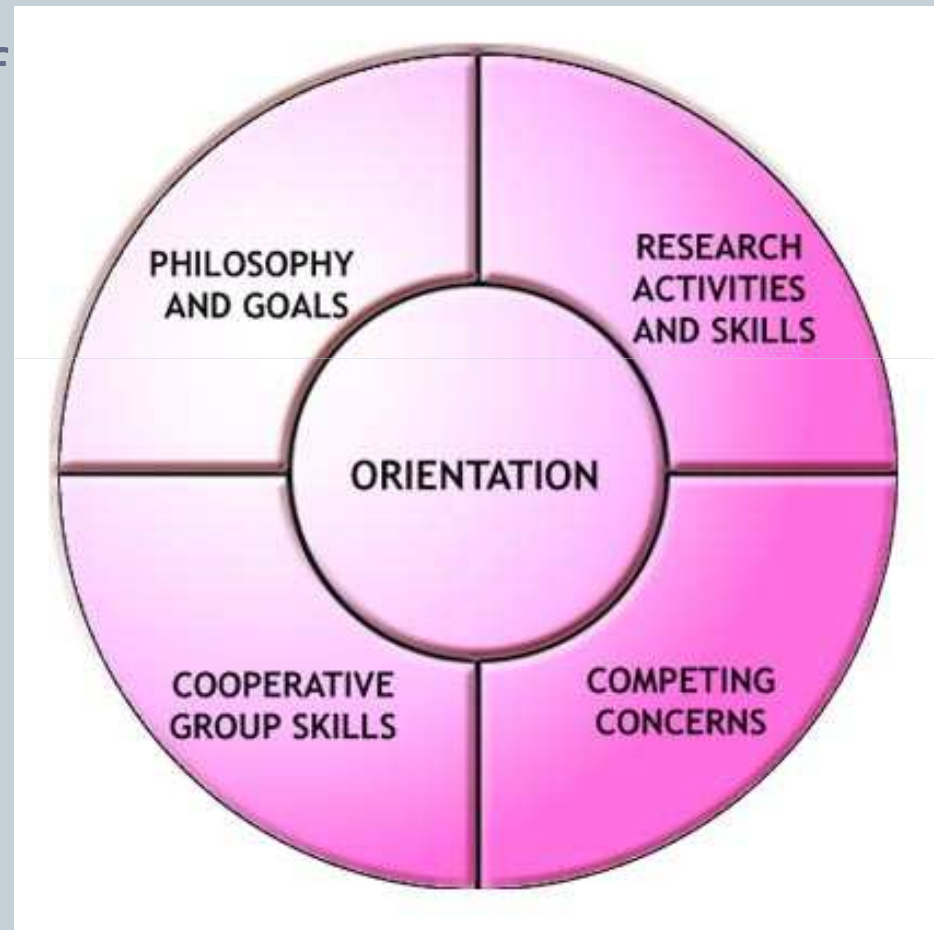 PHILOSOPHY
AND GOALS
RESEARCH
ACTIVITIES
AND SKILLS
ORIENTATION
COOPERATIVE
GROUP SKILLS
COMPETING
CONCERNS